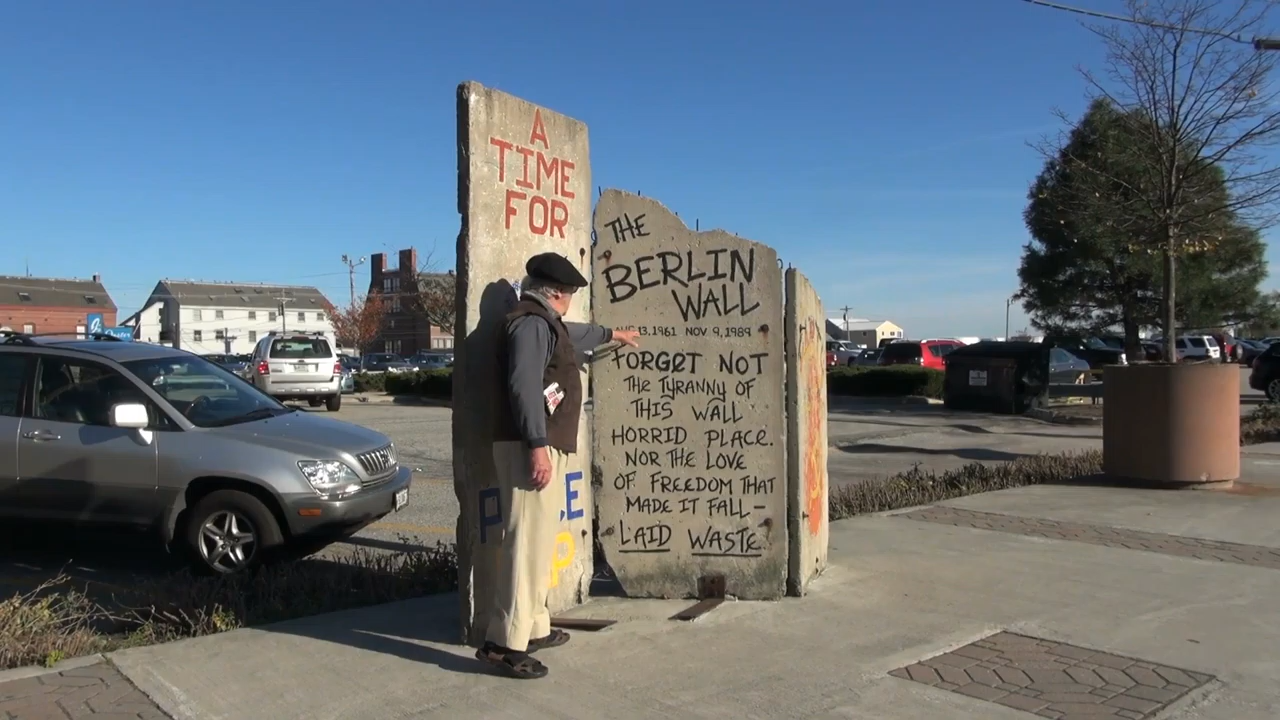 A
TIME
FOR
THE
BERLIN
WALL
AUG 13, 1961 NOV 9, 1989
FORGET NOT
THE TYRANNY OF
THIS WALL
HORRID PLACE.
NOR THE LOVE
OF FREEDOM THAT
MADE IT FALL—
LAID WASTE